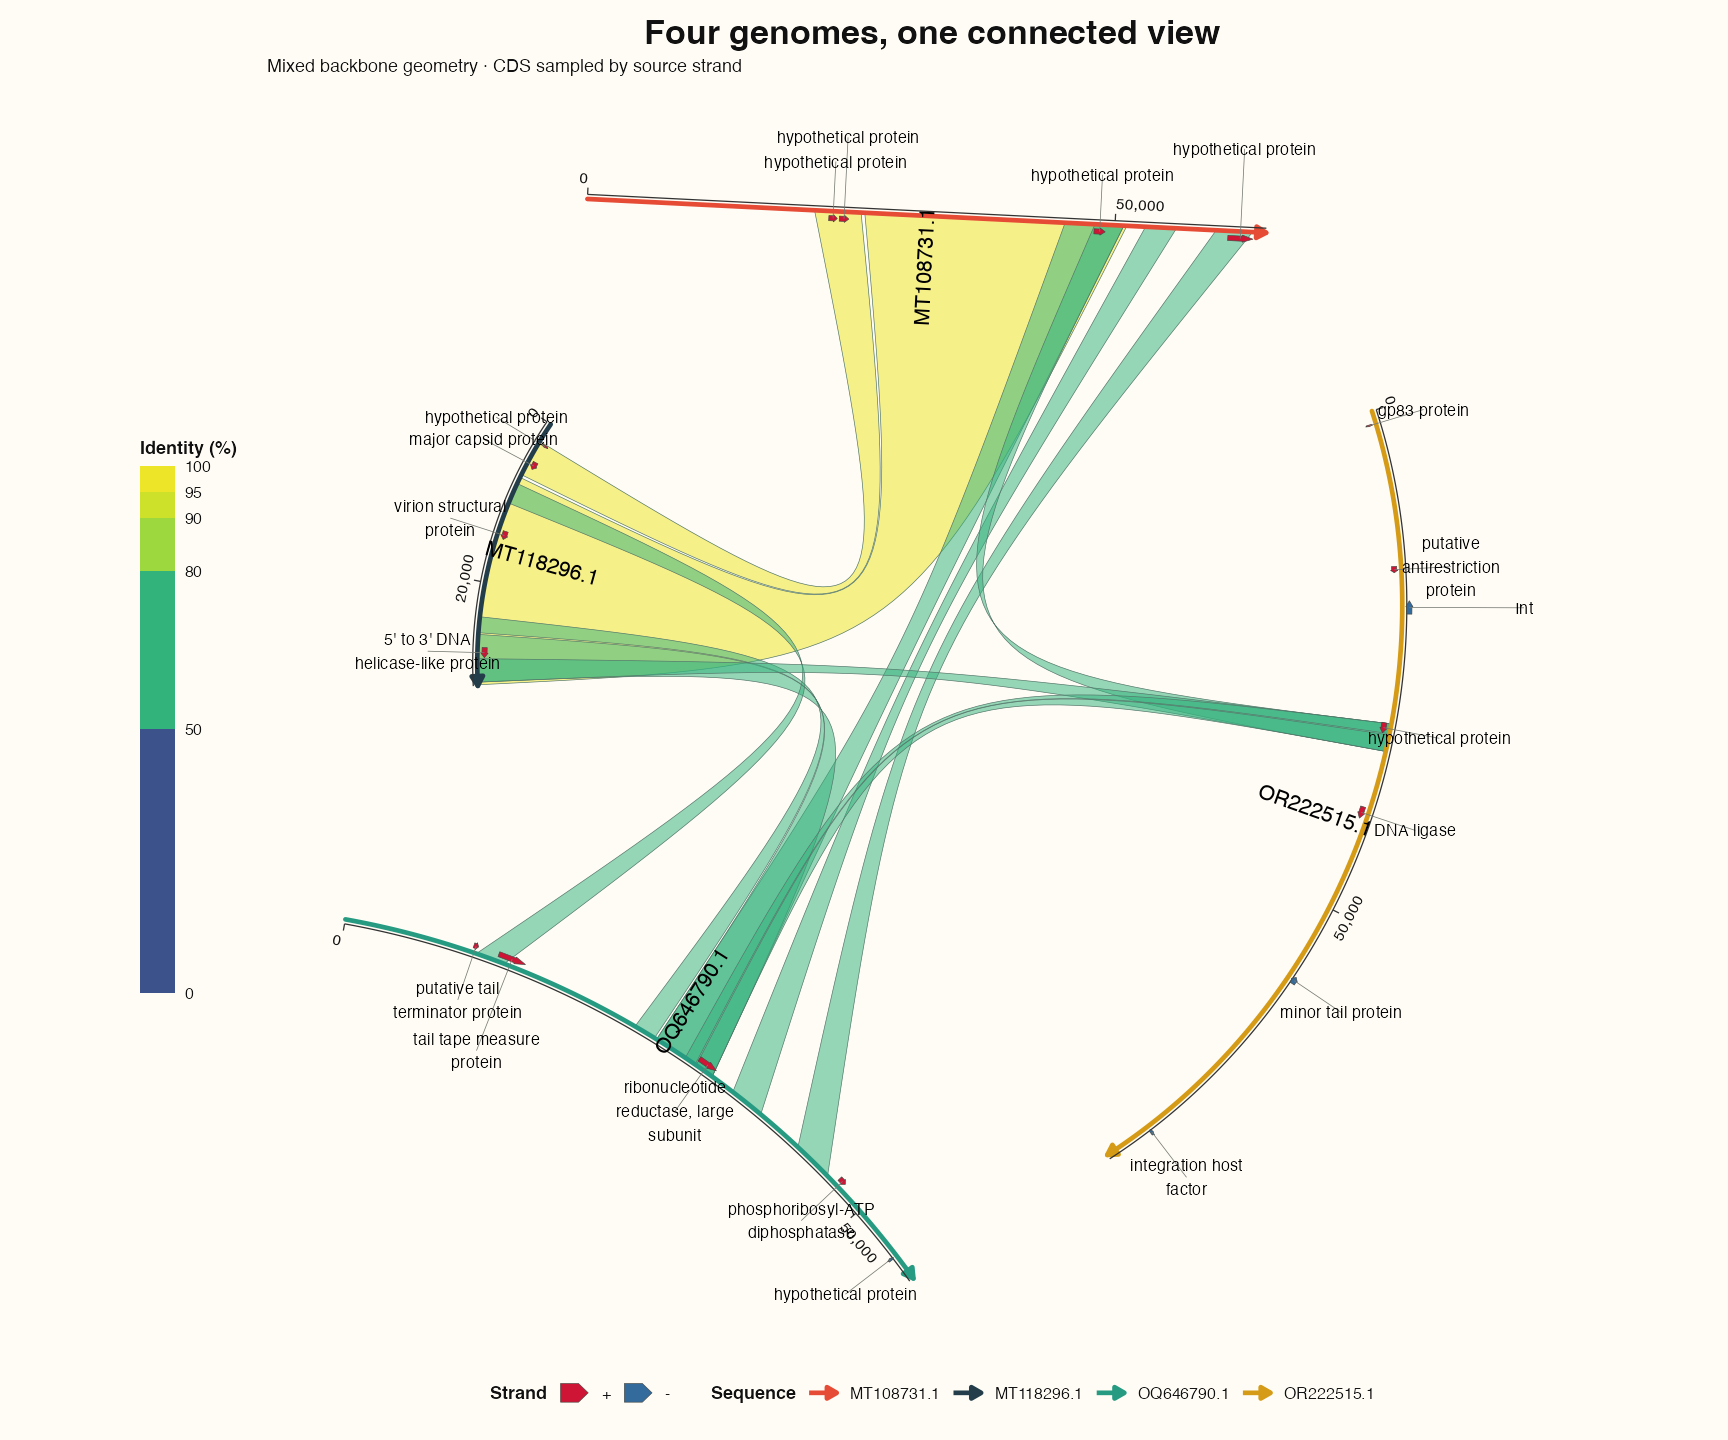 Four genomes, one connected view
Mixed backbone geometry · CDS sampled by source strand
hypothetical protein
hypothetical protein
hypothetical protein
hypothetical protein
0
50,000
MT108731.1
hypothetical protein
major capsid protein
0
virion structural
protein
MT118296.1
20,000
5' to 3' DNA
helicase-like protein
Identity (%)
100
95
90
80
50
0
0
gp83 protein
putative
antirestriction
protein
int
hypothetical protein
OR222515.1
DNA ligase
50,000
minor tail protein
integration host
factor
0
putative tail
terminator protein
tail tape measure
protein
OQ646790.1
ribonucleotide
reductase, large
subunit
phosphoribosyl-ATP
diphosphatase
50,000
hypothetical protein
Strand + - Sequence MT108731.1 MT118296.1 OQ646790.1 OR222515.1